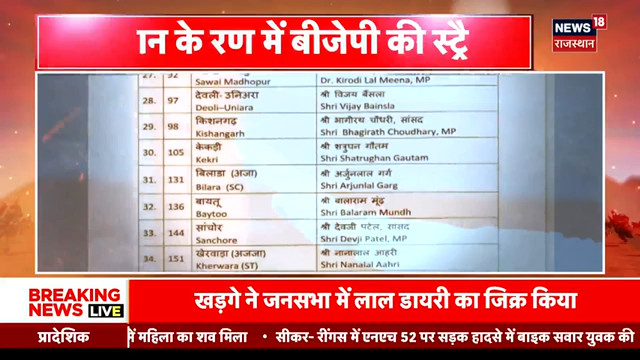 ान के रण में बीजेपी की स्ट्रै
NEWS 18
राजस्थान
27. 92 Sawai Madhopur Dr. Kirodi Lal Meena, MP
28. 97 देवली-उनिआरा श्री विजय बैंसला
Deoli-Uniara Shri Vijay Bainsla
29. 98 किशनगढ़ श्री भागीरथ चौधरी, सांसद
Kishangarh Shri Bhagirath Choudhary, MP
30. 105 केकड़ी श्री शत्रुघन गौतम
Kekri Shri Shatrughan Gautam
31. 131 बिलाडा (अजा) श्री अर्जुनलाल गर्ग
Bilara (SC) Shri Arjunlal Garg
32. 136 बायतू श्री बालाराम मूंढ
Baytoo Shri Balaram Mundh
33. 144 सांचोर श्री देवजी पटेल, सांसद
Sanchore Shri Devji Patel, MP
34. 151 खेरवाड़ा (अजजा) श्री नानालाल आहरी
Kherwara (ST) Shri Nanalal Aahri
BREAKING
NEWS LIVE
खड़गे ने जनसभा में लाल डायरी का जिक्र किया
प्रादेशिक में महिला का शव मिला • सीकर- रींगस में एनएच 52 पर सड़क हादसे में बाइक सवार युवक की